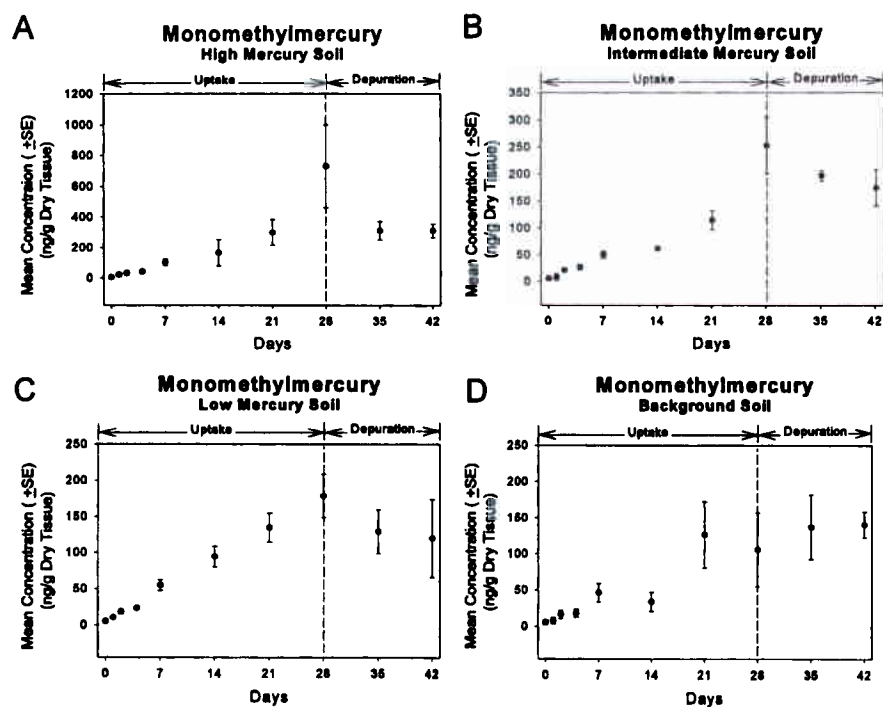 A
Monomethylmercury
High Mercury Soil
Uptake
Depuration
Mean Concentraion (±SE)
(ng/g Dry Tissue)
1200
1000
800
600
400
200
0
0 7 14 21 28 35 42
Days
B
Monomethylmercury
Intermediate Mercury Soil
Uptake
Depuration
Mean Concentration (±SE)
(ng/g Dry Tissue)
350
300
250
200
150
100
50
0
0 7 14 21 28 35 42
Days
C
Monomethylmercury
Low Mercury Soil
Uptake
Depuration
Mean Concentration (±SE)
(ng/g Dry Tissue)
250
200
150
100
50
0
0 7 14 21 28 35 42
Days
D
Monomethylmercury
Background Soil
Uptake
Depuration
Mean Concentration (±SE)
(ng/g Dry Tissue)
250
200
150
100
50
0
0 7 14 21 28 35 42
Days